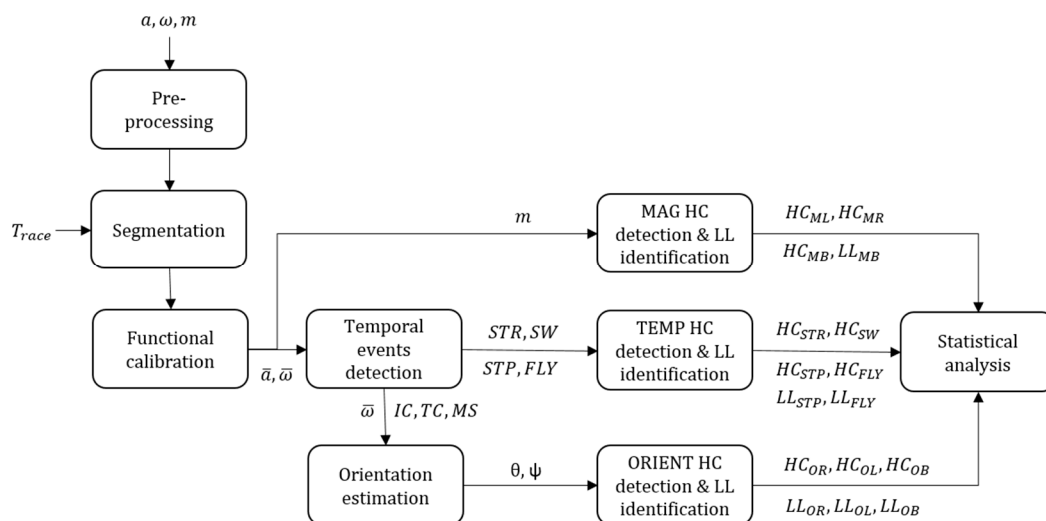 a, ω, m
Pre-
processing
T_race
Segmentation
Functional
calibration
a̅, ω̅
m
MAG HC
detection & LL
identification
HC_ML, HC_MR
HC_MB, LL_MB
Temporal
events
detection
STR, SW
STP, FLY
TEMP HC
detection & LL
identification
HC_STR, HC_SW
HC_STP, HC_FLY
LL_STP, LL_FLY
Statistical
analysis
ω̅ IC, TC, MS
Orientation
estimation
θ, ψ
ORIENT HC
detection & LL
identification
HC_OR, HC_OL, HC_OB
LL_OR, LL_OL, LL_OB